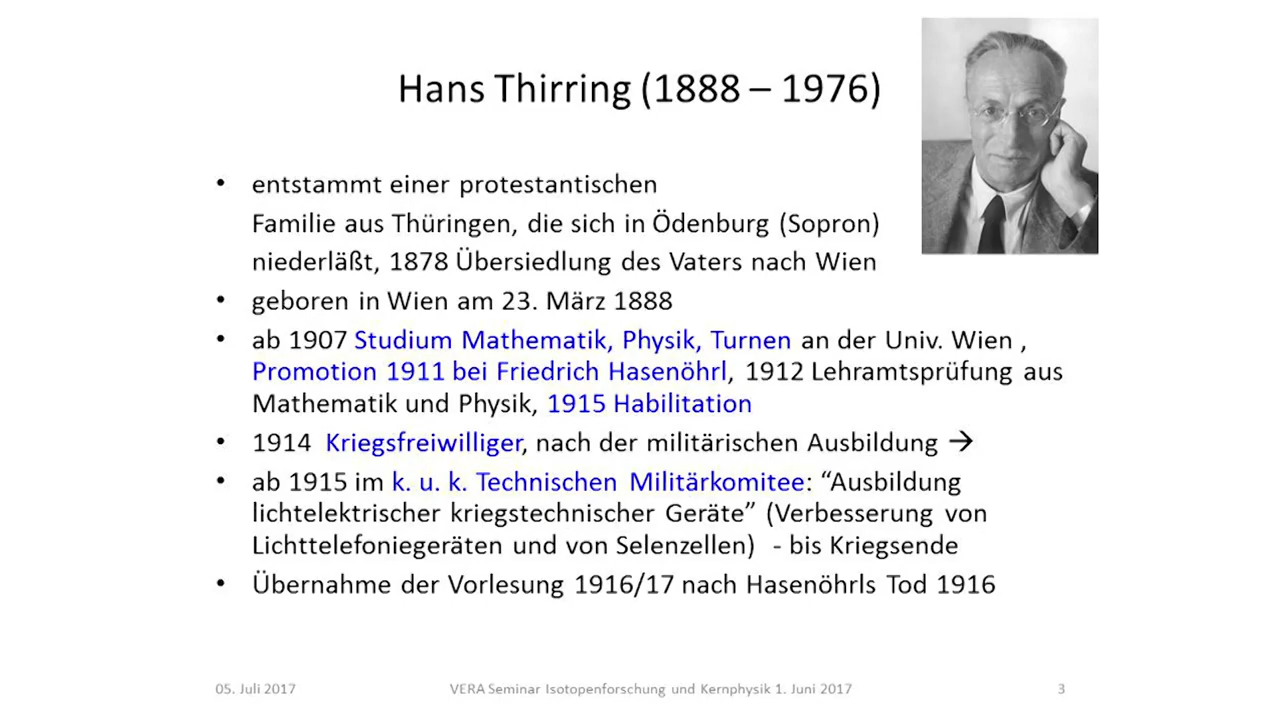 Hans Thirring (1888 – 1976)
• entstammt einer protestantischen
Familie aus Thüringen, die sich in Ödenburg (Sopron)
niederläßt, 1878 Übersiedlung des Vaters nach Wien
• geboren in Wien am 23. März 1888
• ab 1907 Studium Mathematik, Physik, Turnen an der Univ. Wien ,
Promotion 1911 bei Friedrich Hasenöhrl, 1912 Lehramtsprüfung aus
Mathematik und Physik, 1915 Habilitation
• 1914 Kriegsfreiwilliger, nach der militärischen Ausbildung →
• ab 1915 im k. u. k. Technischen Militärkomitee: “Ausbildung
lichtelektrischer kriegstechnischer Geräte” (Verbesserung von
Lichttelefoniegeräten und von Selenzellen) - bis Kriegsende
• Übernahme der Vorlesung 1916/17 nach Hasenöhrls Tod 1916
05. Juli 2017
VERA Seminar Isotopenforschung und Kernphysik 1. Juni 2017
3